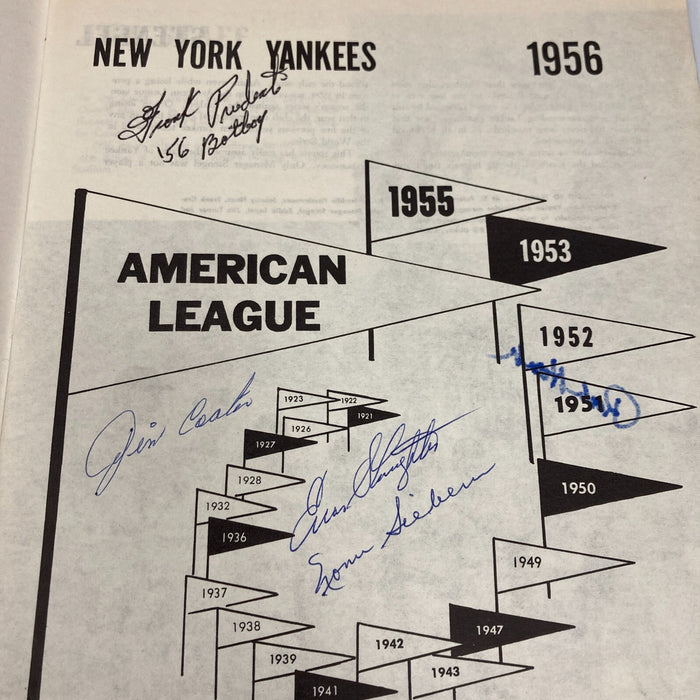 NEW YORK YANKEES 1956
Frank Prudenti
'56 Batboy
1955
1953
AMERICAN
LEAGUE
1952
1951
1923
1922
1921
1926
1927
1928
1932
1936
1937
1938
1939
1941
1942
1943
1947
1949
1950
Jim Coates
Enos Slaughter
Norm Siebern